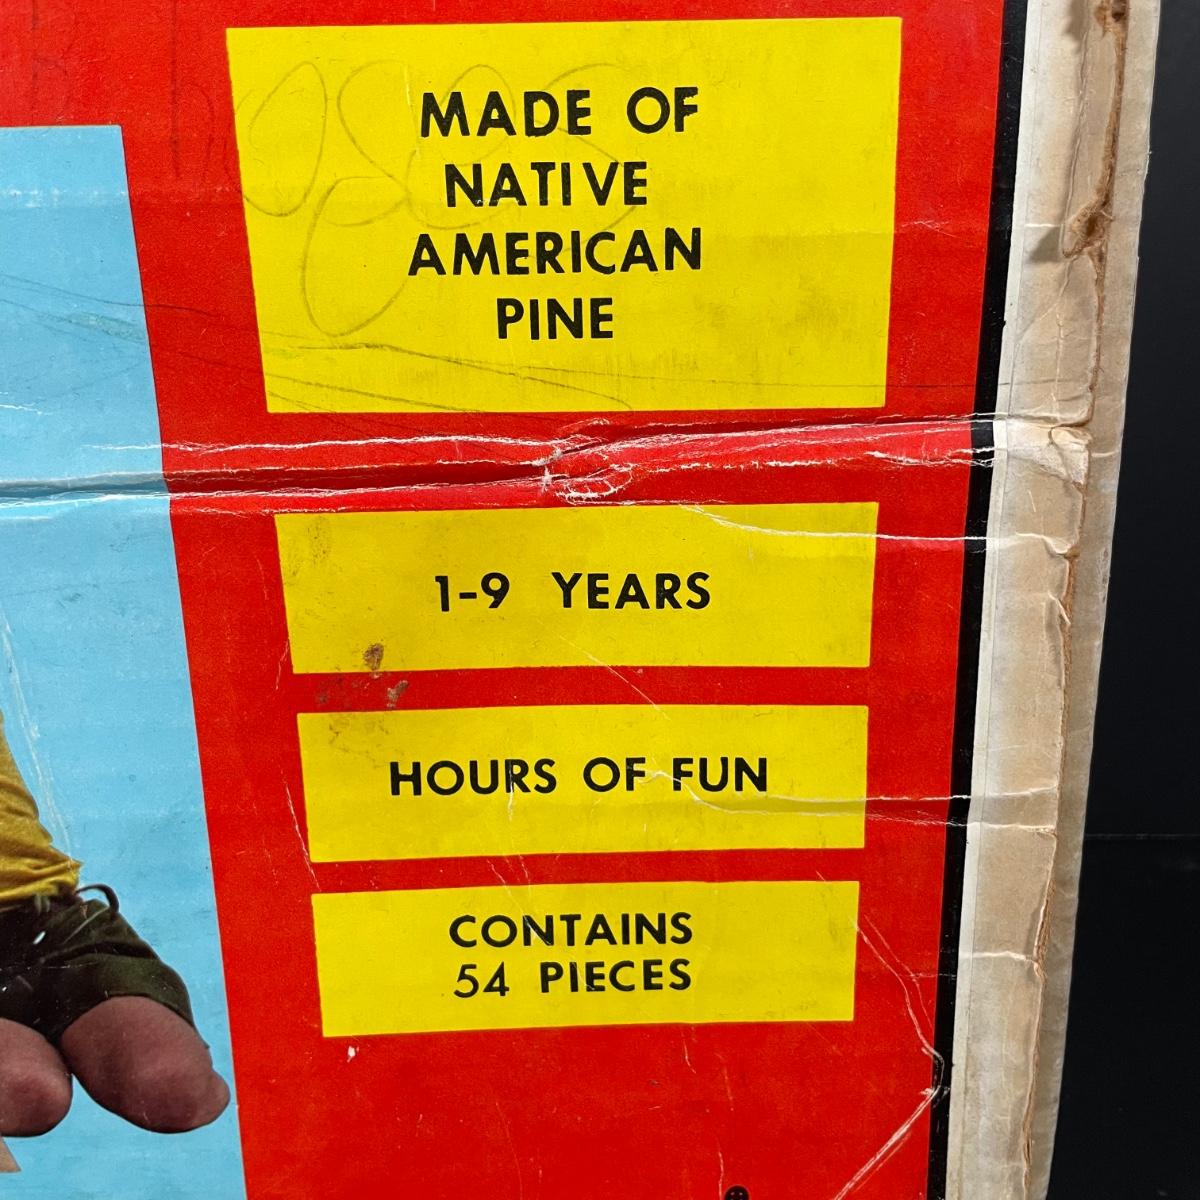 MADE OF
NATIVE
AMERICAN
PINE
1-9 YEARS
HOURS OF FUN
CONTAINS
54 PIECES